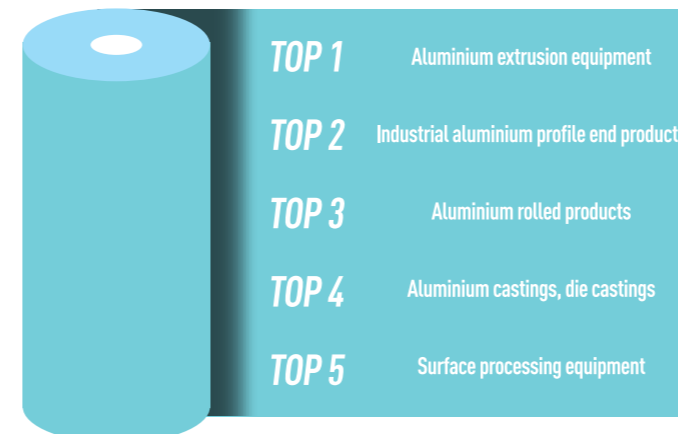 TOP 1 Aluminium extrusion equipment
TOP 2 Industrial aluminium profile end product
TOP 3 Aluminium rolled products
TOP 4 Aluminium castings, die castings
TOP 5 Surface processing equipment